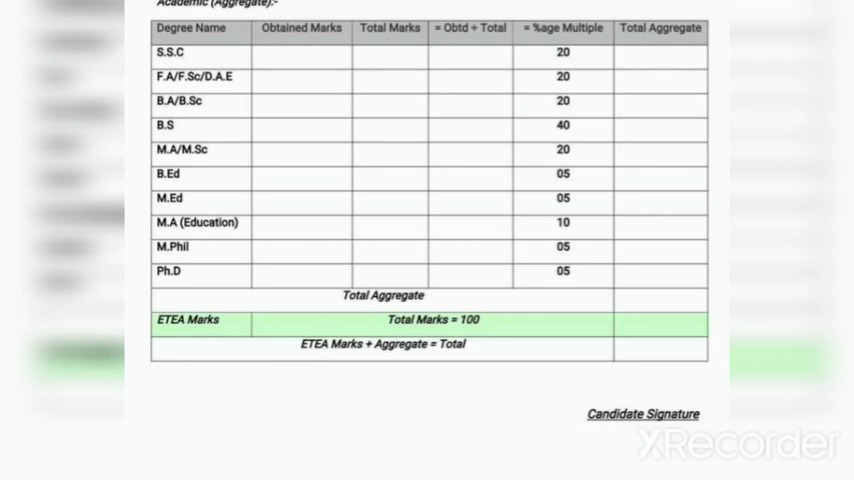 Academic (Aggregate):-
Degree Name Obtained Marks Total Marks = Obtd ÷ Total = %age Multiple Total Aggregate
S.S.C 20
F.A/F.Sc/D.A.E 20
B.A/B.Sc 20
B.S 40
M.A/M.Sc 20
B.Ed 05
M.Ed 05
M.A (Education) 10
M.Phil 05
Ph.D 05
Total Aggregate
ETEA Marks Total Marks = 100
ETEA Marks + Aggregate = Total
Candidate Signature
XRecorder